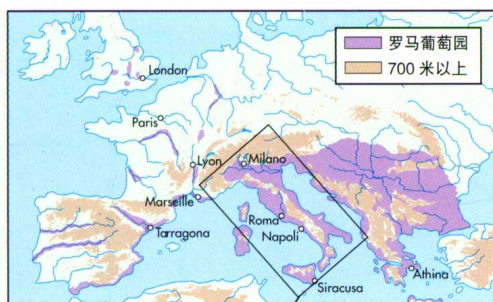 罗马葡萄园
700 米以上
London
Paris
Lyon
Milano
Marseille
Roma
Tarragona
Napoli
Athina
Siracusa